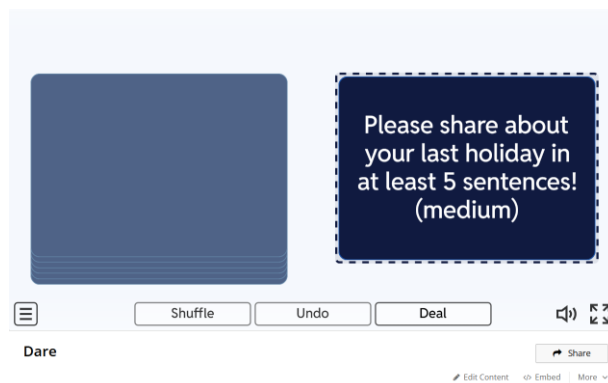 Please share about
your last holiday in
at least 5 sentences!
(medium)
Shuffle
Undo
Deal
Dare
Share
Edit Content
Embed
More